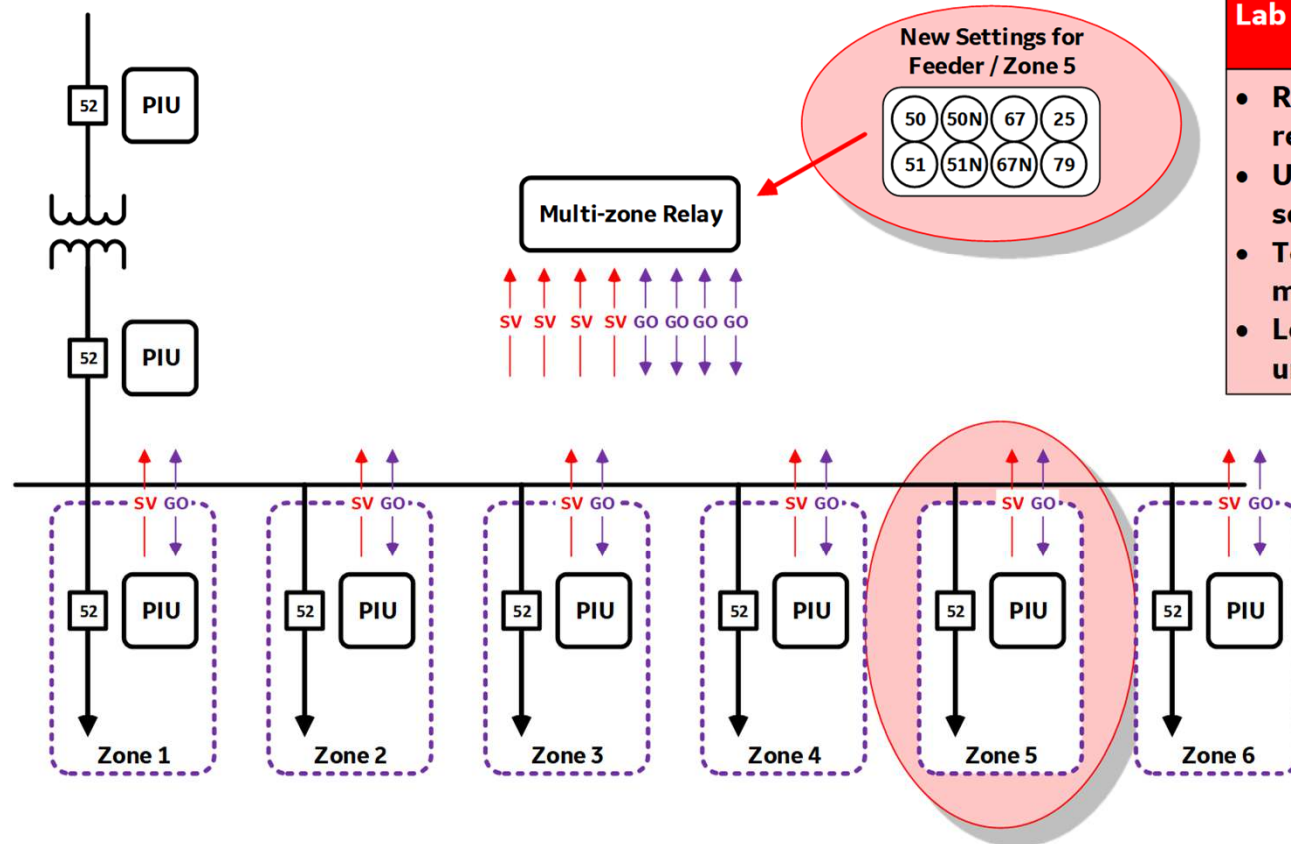 New Settings for
Feeder / Zone 5
50 50N 67 25
51 51N 67N 79
Lab
52 PIU
Multi-zone Relay
SV SV SV SV GO GO GO GO
52 PIU
SV GO SV GO SV GO SV GO SV GO SV GO
52 PIU 52 PIU 52 PIU 52 PIU 52 PIU 52 PIU
Zone 1 Zone 2 Zone 3 Zone 4 Zone 5 Zone 6